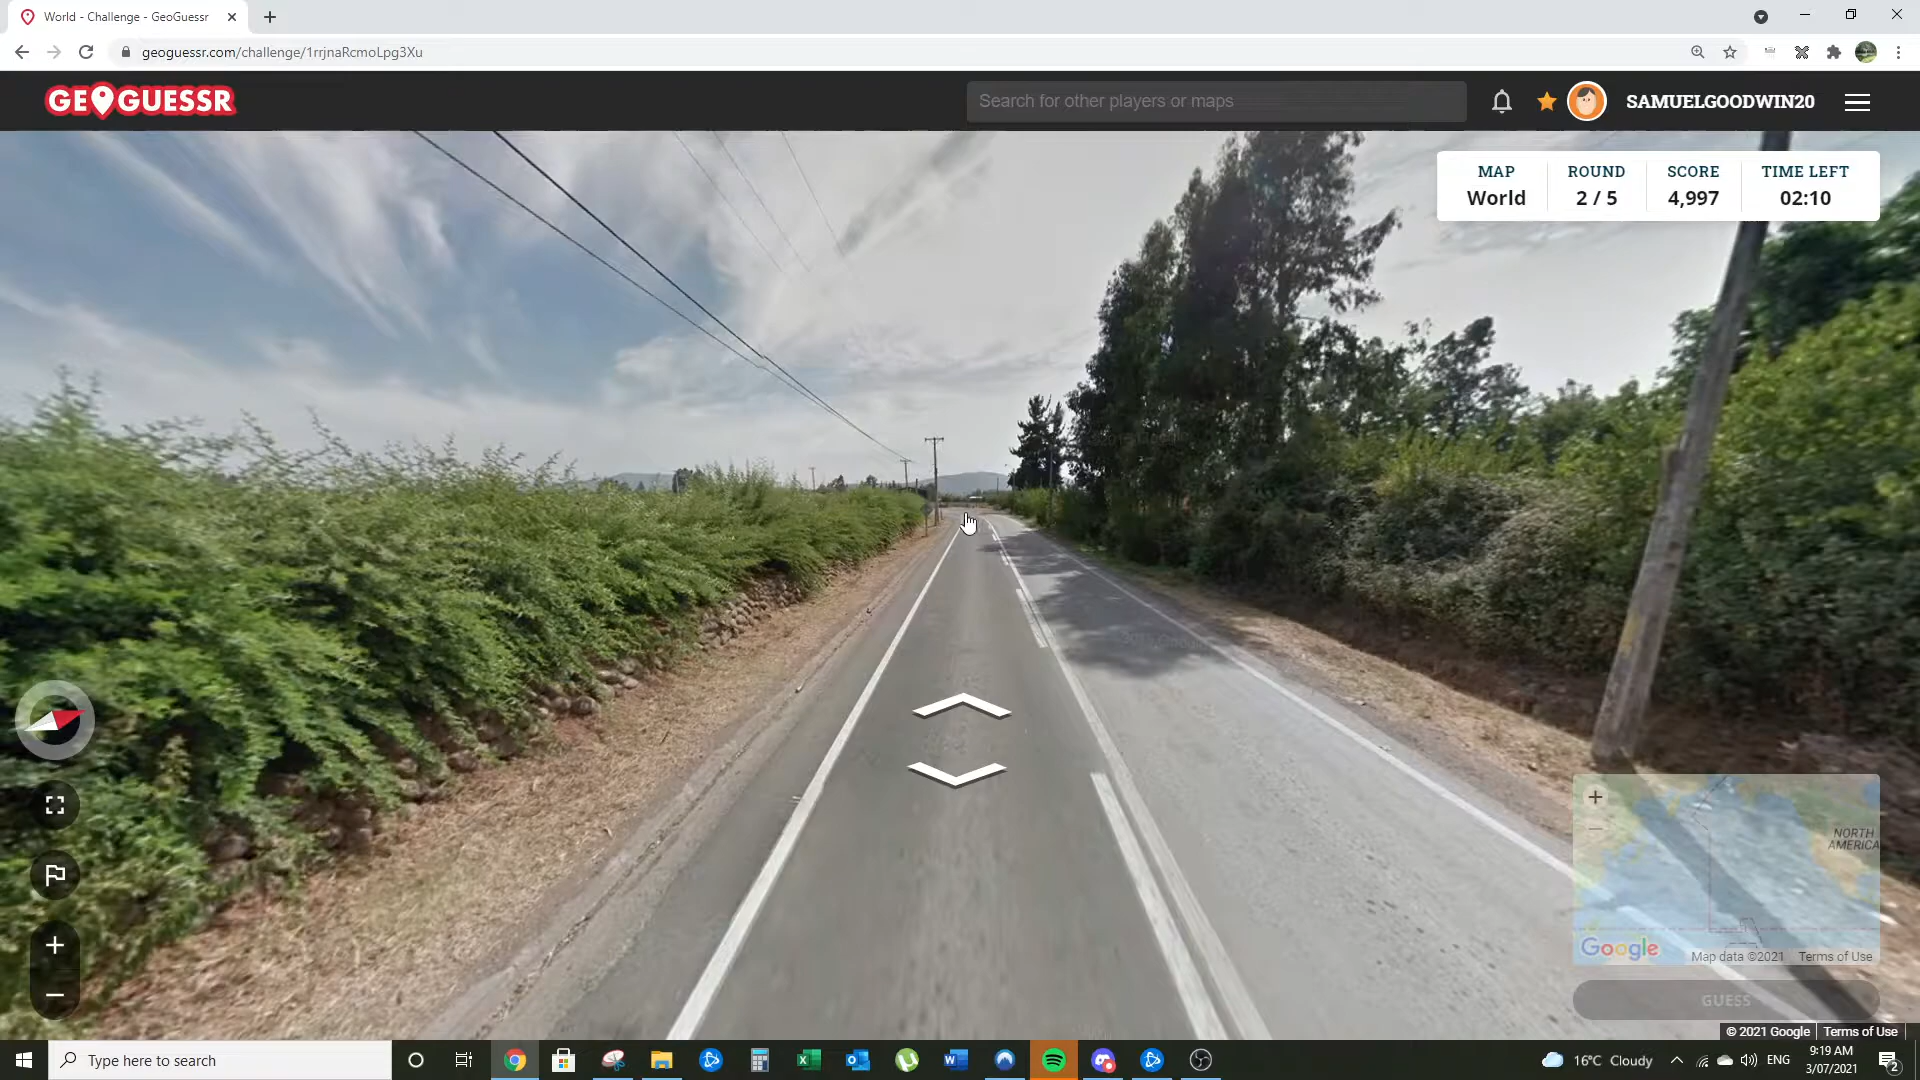 World - Challenge - GeoGuessr
geoguessr.com/challenge/1rrjnaRcmoLpg3Xu
GEOGUESSR
Search for other players or maps
SAMUELGOODWIN20
MAP ROUND SCORE TIME LEFT
World 2 / 5 4,997 02:10
NORTH
AMERICA
Google
Map data ©2021 Terms of Use
GUESS
© 2021 Google Terms of Use
Type here to search
16°C Cloudy
ENG
9:19 AM
3/07/2021
2